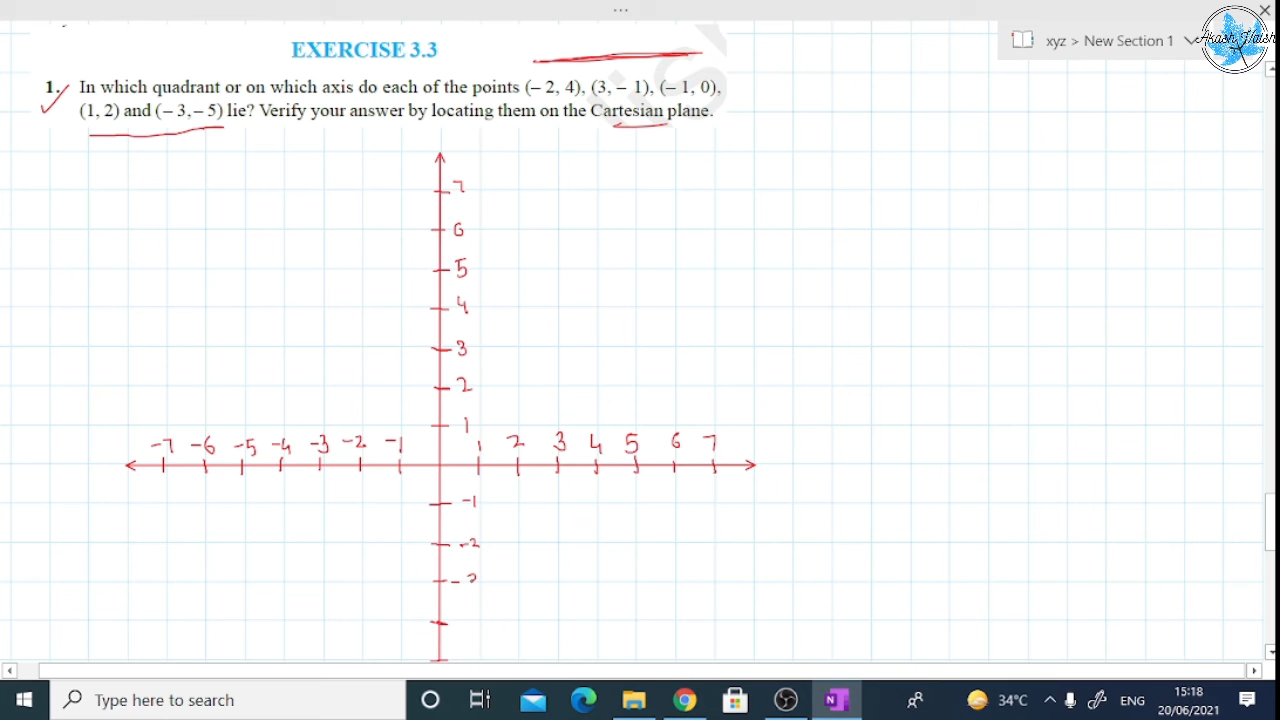 xyz > New Section 1
EXERCISE 3.3
1. In which quadrant or on which axis do each of the points (– 2, 4), (3, – 1), (– 1, 0),
(1, 2) and (– 3, – 5) lie? Verify your answer by locating them on the Cartesian plane.
7
6
5
4
3
2
1
-7 -6 -5 -4 -3 -2 -1 1 2 3 4 5 6 7
-1
-2
Type here to search
N
34°C
ENG
15:18
20/06/2021